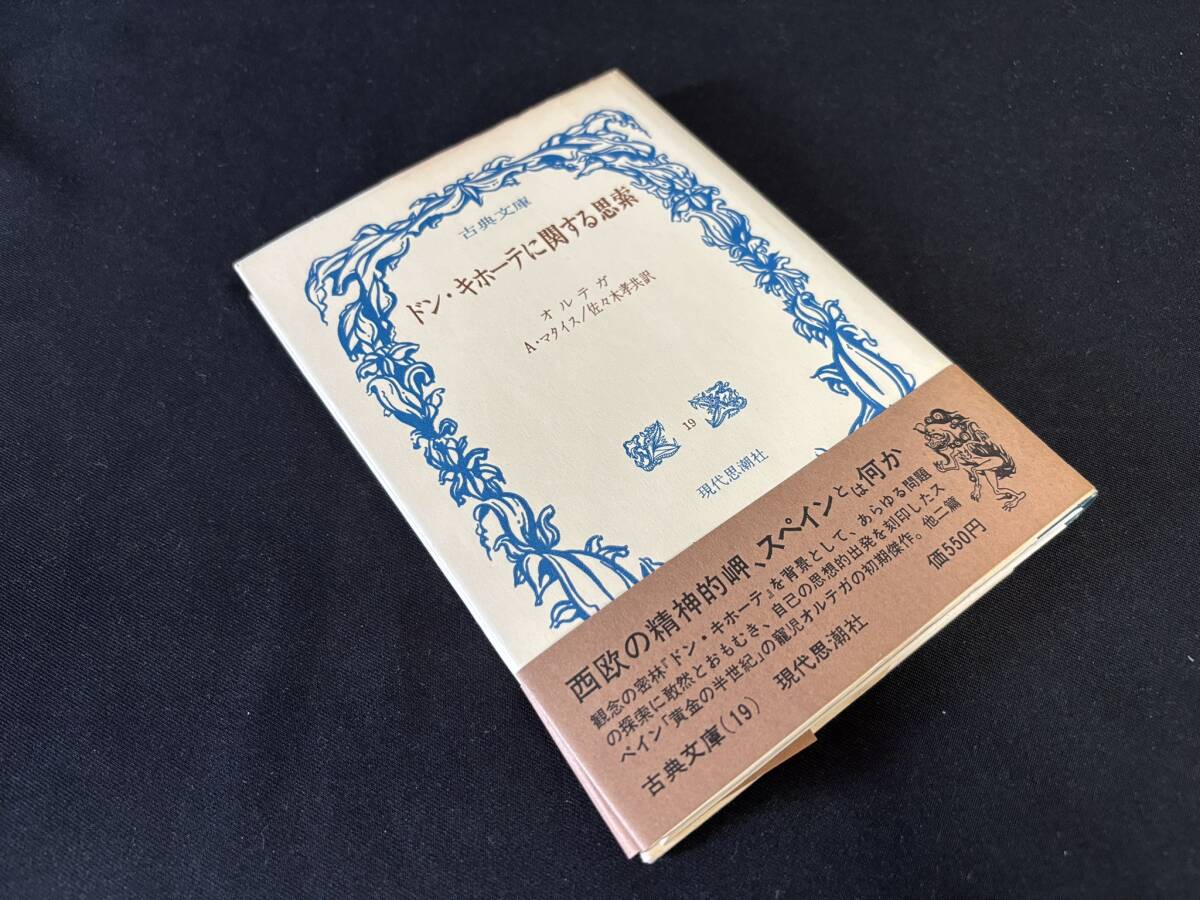 古典文庫
ドン・キホーテに関する思索
オルテガ
A・マタイス/佐々木孝共訳
19
現代思潮社
西欧の精神的岬、スペインとは何か
観念の密林『ドン・キホーテ』を背景として、あらゆる問題
の探索に敢然とおもむき、自己の思想的出発を刻印したス
ペイン「黄金の半世紀」の寵児オルテガの初期傑作。他二篇
古典文庫(19) 現代思潮社 価550円